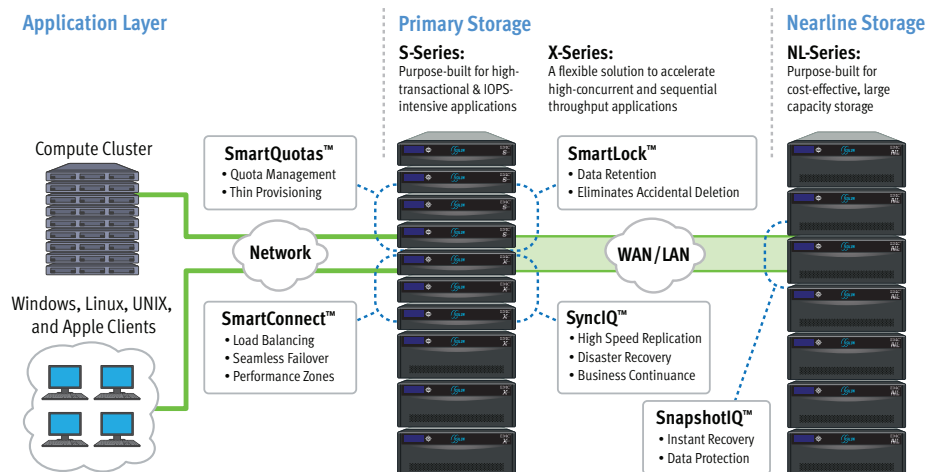 Application Layer
Primary Storage
Nearline Storage
S-Series:
Purpose-built for high-
transactional & IOPS-
intensive applications
X-Series:
A flexible solution to accelerate
high-concurrent and sequential
throughput applications
NL-Series:
Purpose-built for
cost-effective, large
capacity storage
Compute Cluster
SmartQuotas™
• Quota Management
• Thin Provisioning
SmartLock™
• Data Retention
• Eliminates Accidental Deletion
Network
WAN/LAN
Windows, Linux, UNIX,
and Apple Clients
SmartConnect™
• Load Balancing
• Seamless Failover
• Performance Zones
SyncIQ™
• High Speed Replication
• Disaster Recovery
• Business Continuance
SnapshotIQ™
• Instant Recovery
• Data Protection